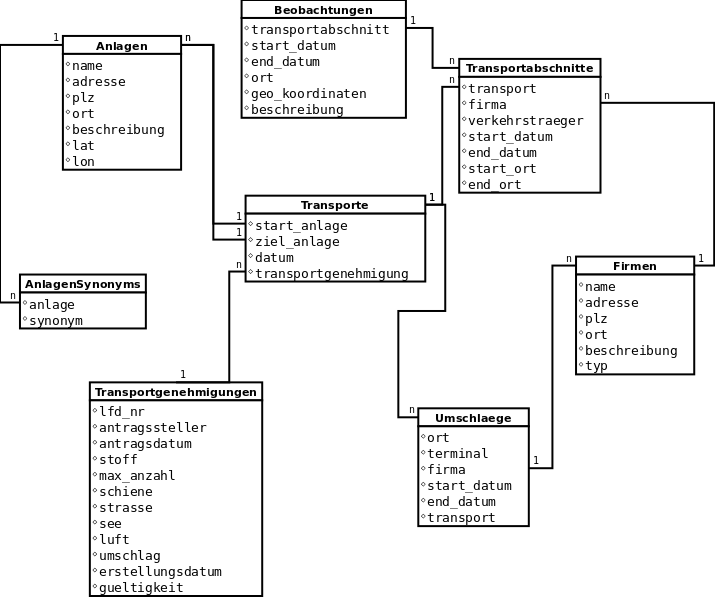 Beobachtungen
transportabschnitt
start_datum
end_datum
ort
geo_koordinaten
beschreibung
1
n
Anlagen
name
adresse
plz
ort
beschreibung
lat
lon
1
n
Transportabschnitte
transport
firma
verkehrstraeger
start_datum
end_datum
start_ort
end_ort
n
n
n
Transporte
start_anlage
ziel_anlage
datum
transportgenehmigung
1
1
n
1
AnlagenSynonyms
anlage
synonym
n
Firmen
name
adresse
plz
ort
beschreibung
typ
n
1
Transportgenehmigungen
lfd_nr
antragssteller
antragsdatum
stoff
max_anzahl
schiene
strasse
see
luft
umschlag
erstellungsdatum
gueltigkeit
1
Umschlaege
ort
terminal
firma
start_datum
end_datum
transport
n
1